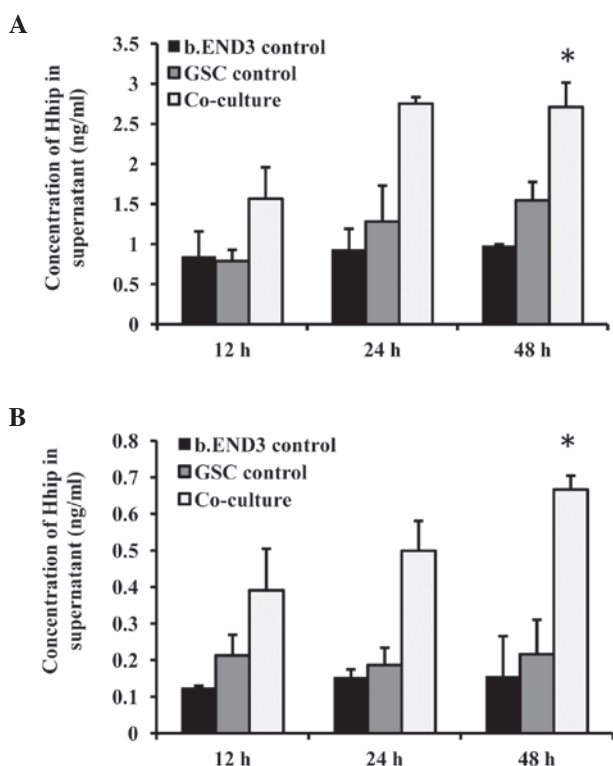 A
Concentration of Hhip in
supernatant (ng/ml)
3.5
3
2.5
2
1.5
1
0.5
0
b.END3 control
GSC control
Co-culture
*
12 h
24 h
48 h
B
Concentration of Hhip in
supernatant (ng/ml)
0.8
0.7
0.6
0.5
0.4
0.3
0.2
0.1
0
b.END3 control
GSC control
Co-culture
*
12 h
24 h
48 h